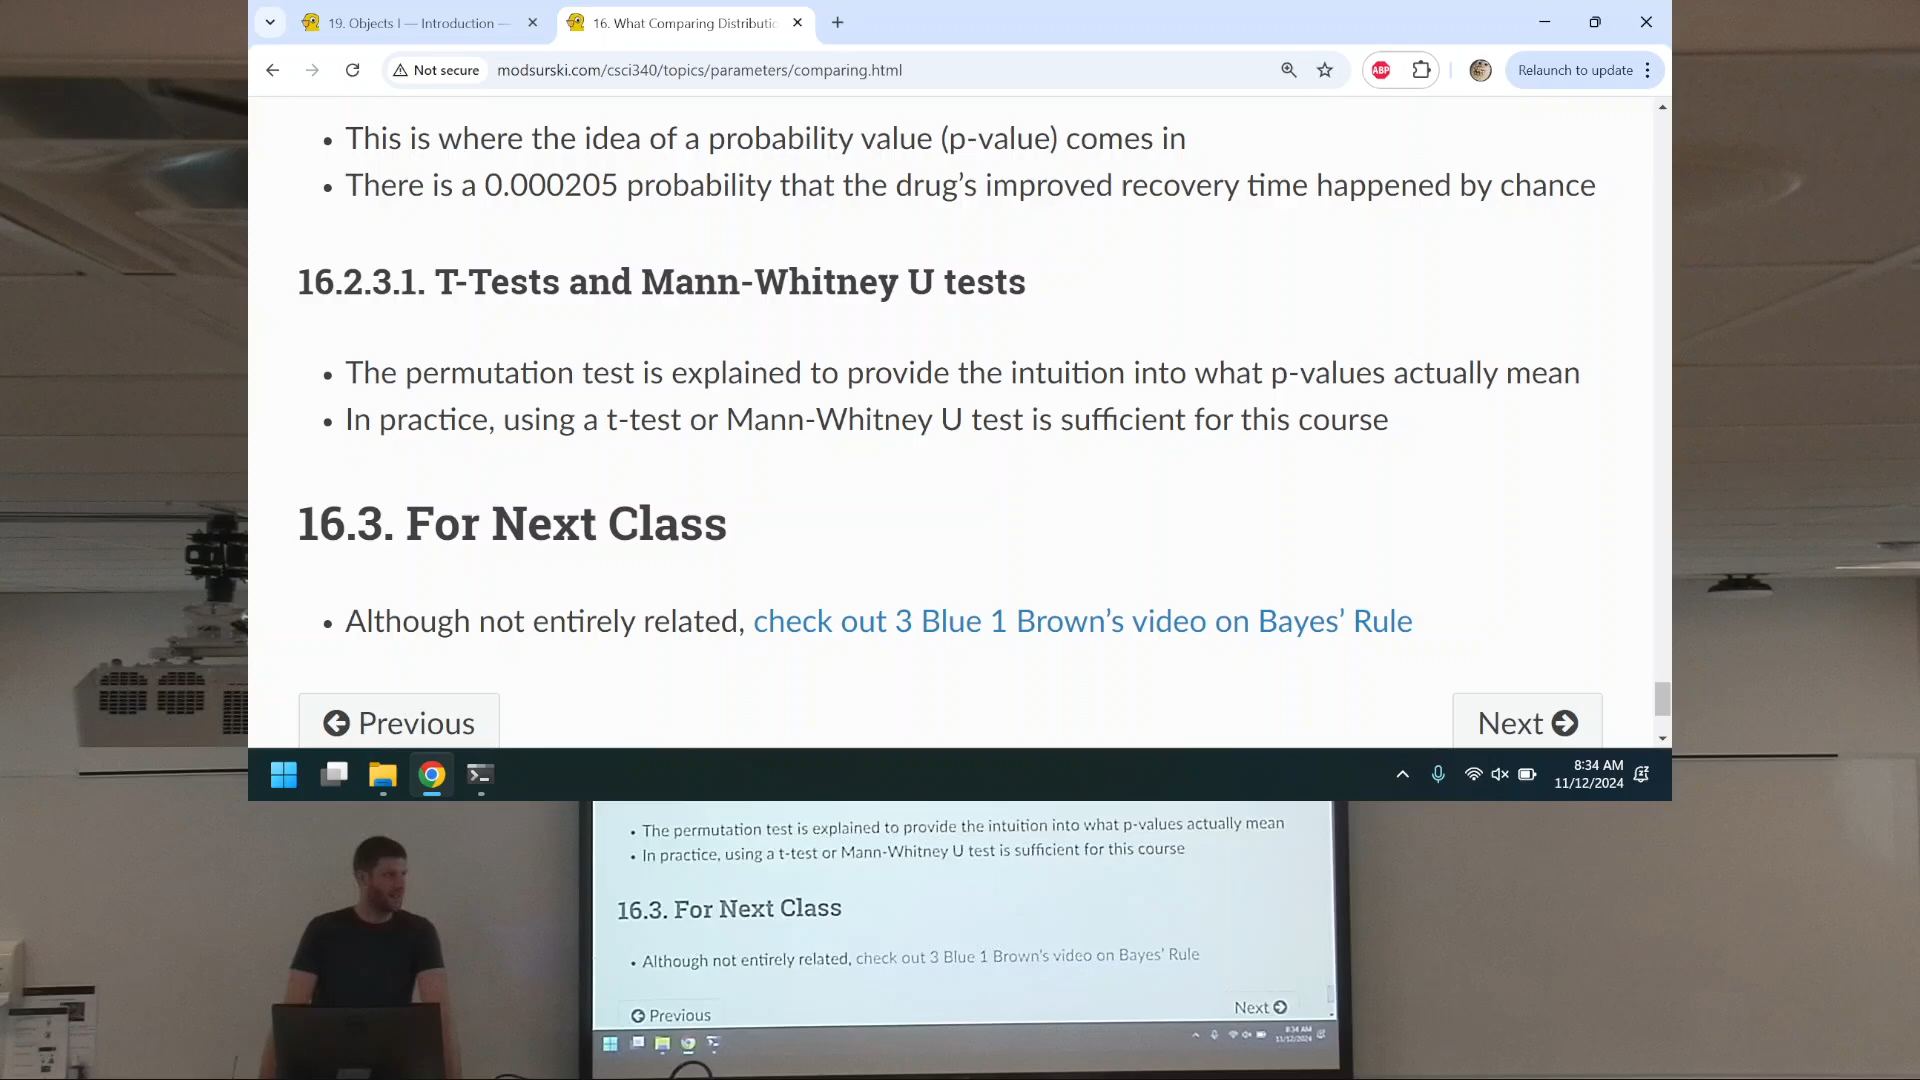 19. Objects I — Introduction —
16. What Comparing Distributio
Not secure
modsurski.com/csci340/topics/parameters/comparing.html
ABP
Relaunch to update
This is where the idea of a probability value (p-value) comes in
There is a 0.000205 probability that the drug’s improved recovery time happened by chance
16.2.3.1. T-Tests and Mann-Whitney U tests
The permutation test is explained to provide the intuition into what p-values actually mean
In practice, using a t-test or Mann-Whitney U test is sufficient for this course
16.3. For Next Class
Although not entirely related, check out 3 Blue 1 Brown’s video on Bayes’ Rule
Previous
Next
8:34 AM
11/12/2024
The permutation test is explained to provide the intuition into what p-values actually mean
In practice, using a t-test or Mann-Whitney U test is sufficient for this course
16.3. For Next Class
Although not entirely related, check out 3 Blue 1 Brown’s video on Bayes’ Rule
Previous
Next
8:34 AM
11/12/2024